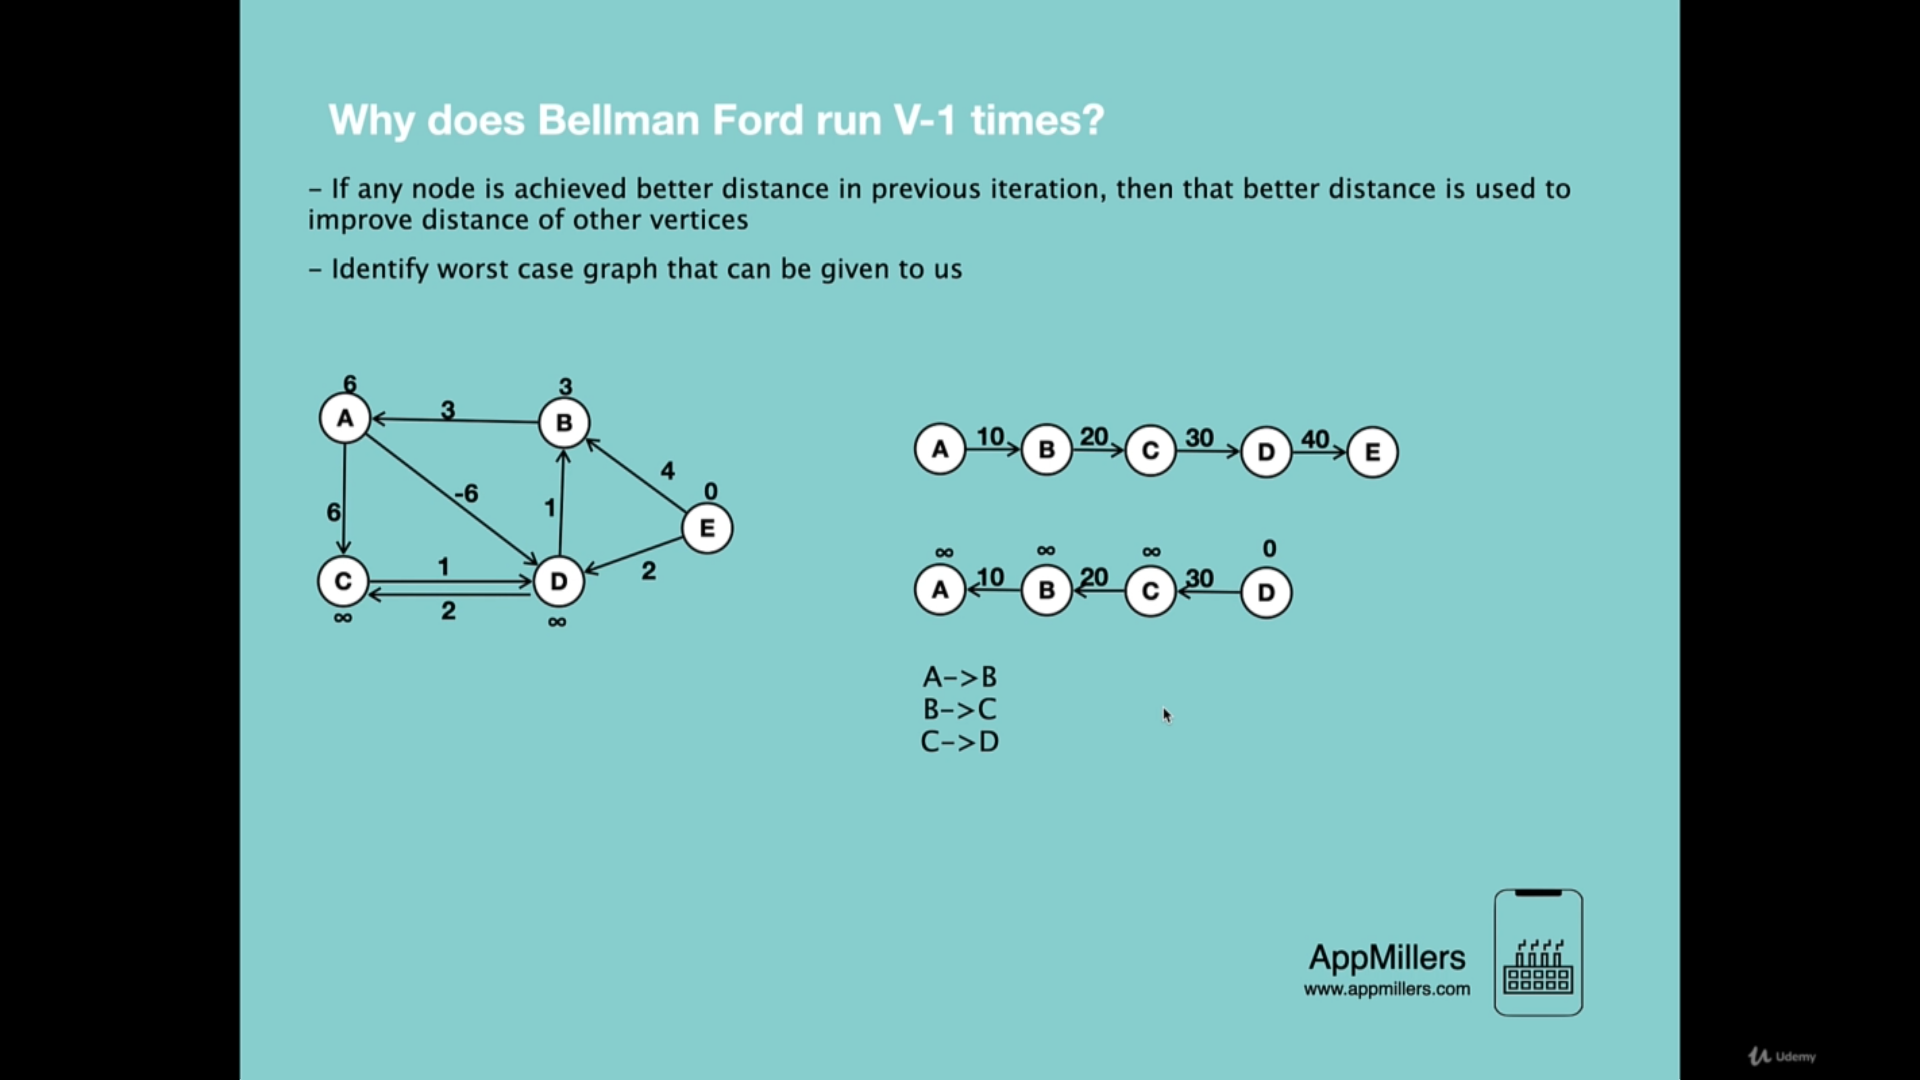 Why does Bellman Ford run V-1 times?
– If any node is achieved better distance in previous iteration, then that better distance is used to
improve distance of other vertices
– Identify worst case graph that can be given to us
6
3
A
3
B
-6
4
0
6
1
E
C
1
D
2
2
∞
∞
A 10 B 20 C 30 D 40 E
∞ ∞ ∞ 0
A 10 B 20 C 30 D
A–>B
B–>C
C–>D
AppMillers
www.appmillers.com
Udemy